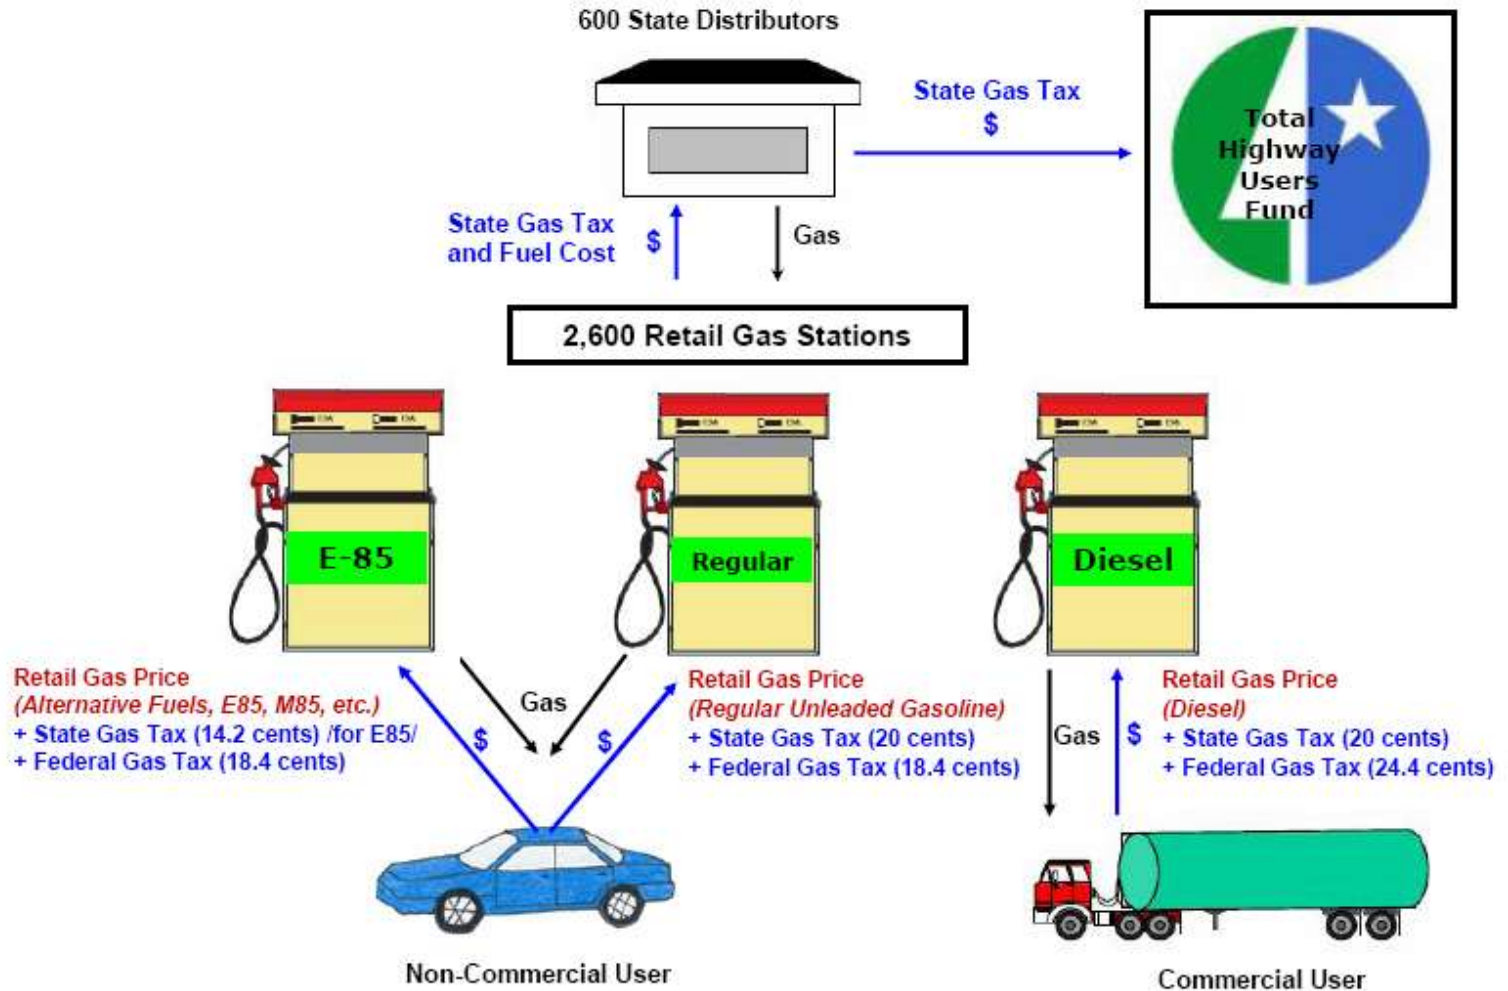 600 State Distributors
State Gas Tax
$
Total
Highway
Users
Fund
State Gas Tax
and Fuel Cost
$
Gas
2,600 Retail Gas Stations
E-85
Regular
Diesel
Retail Gas Price
(Alternative Fuels, E85, M85, etc.)
+ State Gas Tax (14.2 cents) /for E85/
+ Federal Gas Tax (18.4 cents)
$
Gas
$
Retail Gas Price
(Regular Unleaded Gasoline)
+ State Gas Tax (20 cents)
+ Federal Gas Tax (18.4 cents)
Gas
$
Retail Gas Price
(Diesel)
+ State Gas Tax (20 cents)
+ Federal Gas Tax (24.4 cents)
Non-Commercial User
Commercial User